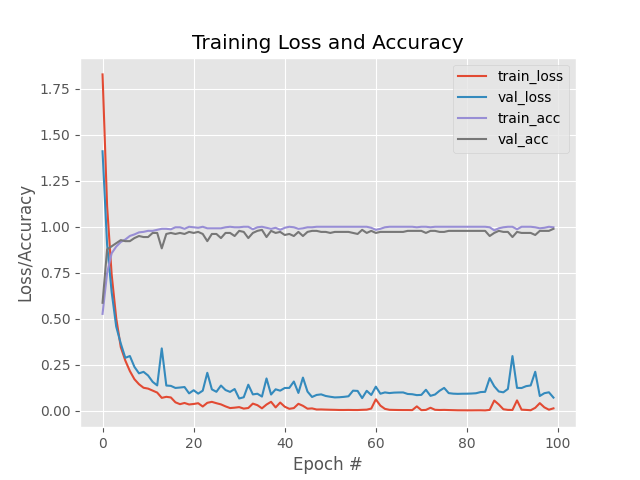 Training Loss and Accuracy
train_loss
val_loss
train_acc
val_acc
Loss/Accuracy
1.75
1.50
1.25
1.00
0.75
0.50
0.25
0.00
0 20 40 60 80 100
Epoch #